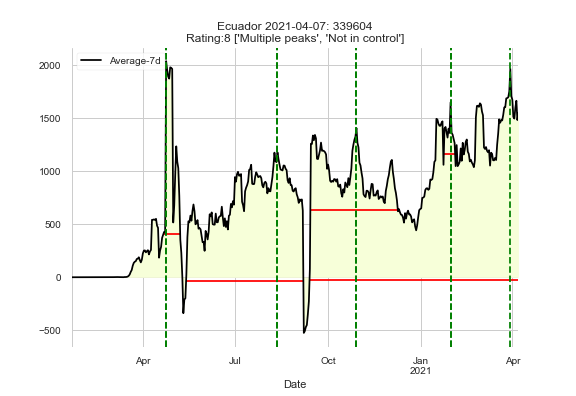 Ecuador 2021-04-07: 339604
Rating:8 ['Multiple peaks', 'Not in control']
Average-7d
2000
1500
1000
500
0
−500
Apr
Jul
Oct
Jan
2021
Apr
Date